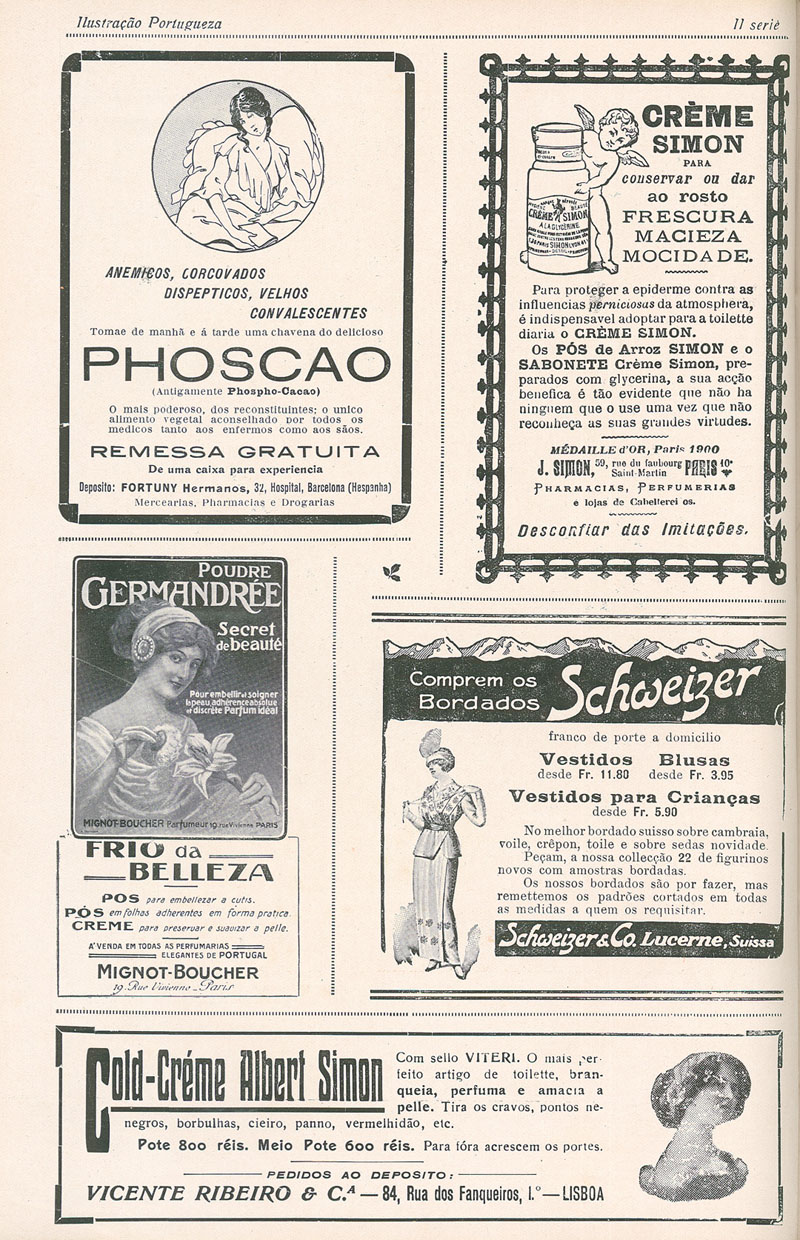 Ilustração Portugueza
II seriè
ANEMICOS, CORCOVADOS
DISPEPTICOS, VELHOS
CONVALESCENTES
Tomae de manhã e á tarde uma chavena do delicioso
PHOSCAO
(Antigamente Phospho-Cacao)
O mais poderoso, dos reconstituintes; o unico
alimento vegetal aconselhado por todos os
medicos tanto aos enfermos como aos sãos.
REMESSA GRATUITA
De uma caixa para experiencia
Deposito: FORTUNY Hermanos, 32, Hospital, Barcelona (Hespanha)
Mercearias, Pharmacias e Drogarias
CRÈME
SIMON
PARA
conservar ou dar
ao rosto
FRESCURA
MACIEZA
MOCIDADE.
CRÈME SIMON
A LA GLYCERINE
Para proteger a epiderme contra as
influencias perniciosas da atmosphera,
é indispensavel adoptar para a toilette
diaria o CRÈME SIMON.
Os PÓS de Arroz SIMON e o
SABONETE Crème Simon, pre-
parados com glycerina, a sua acção
benefica é tão evidente que não ha
ninguem que o use uma vez que não
reconheça as suas grandes virtudes.
MÉDAILLE d'OR, Paris 1900
J. SIMON, 59, rue du faubourg Saint-Martin PARIS 10e
PHARMACIAS, PERFUMERIAS
e lojas de Cabelleri os.
Desconfiar das Imitações.
POUDRE
GERMANDRÉE
Secret
de beauté
Pour embellir et soigner
la peau, adhérence absolue
et discrète Parfum idéal
MIGNOT-BOUCHER Parfumeur 19 rue Vivienne PARIS
FRIO da
BELLEZA
POS para embellezar a cutis.
PÓS em folhas adherentes em forma pratica.
CREME para preservar e suavizar a pelle.
A' VENDA EM TODAS AS PERFUMARIAS
ELEGANTES DE PORTUGAL
MIGNOT-BOUCHER
19. Rue Vivienne _ Paris
Comprem os
Bordados
Schweizer
franco de porte a domicilio
Vestidos Blusas
desde Fr. 11.80 desde Fr. 3.95
Vestidos para Crianças
desde Fr. 5.90
No melhor bordado suisso sobre cambraia,
voile, crêpon, toile e sobre sedas novidade.
Peçam, a nossa collecção 22 de figurinos
novos com amostras bordadas.
Os nossos bordados são por fazer, mas
remettemos os padrões cortados em todas
as medidas a quem os requisitar.
Schweizer & Co. Lucerne, Suissa
Cold-Créme Albert Simon
Com sello VITERI. O mais per-
feito artigo de toilette, bran-
queia, perfuma e amacia a
pelle. Tira os cravos, pontos ne-
negros, borbulhas, cieiro, panno, vermelhidão, etc.
Pote 800 réis. Meio Pote 600 réis. Para fóra acrescem os portes.
PEDIDOS AO DEPOSITO:
VICENTE RIBEIRO & C.ª — 84, Rua dos Fanqueiros, I.º — LISBOA